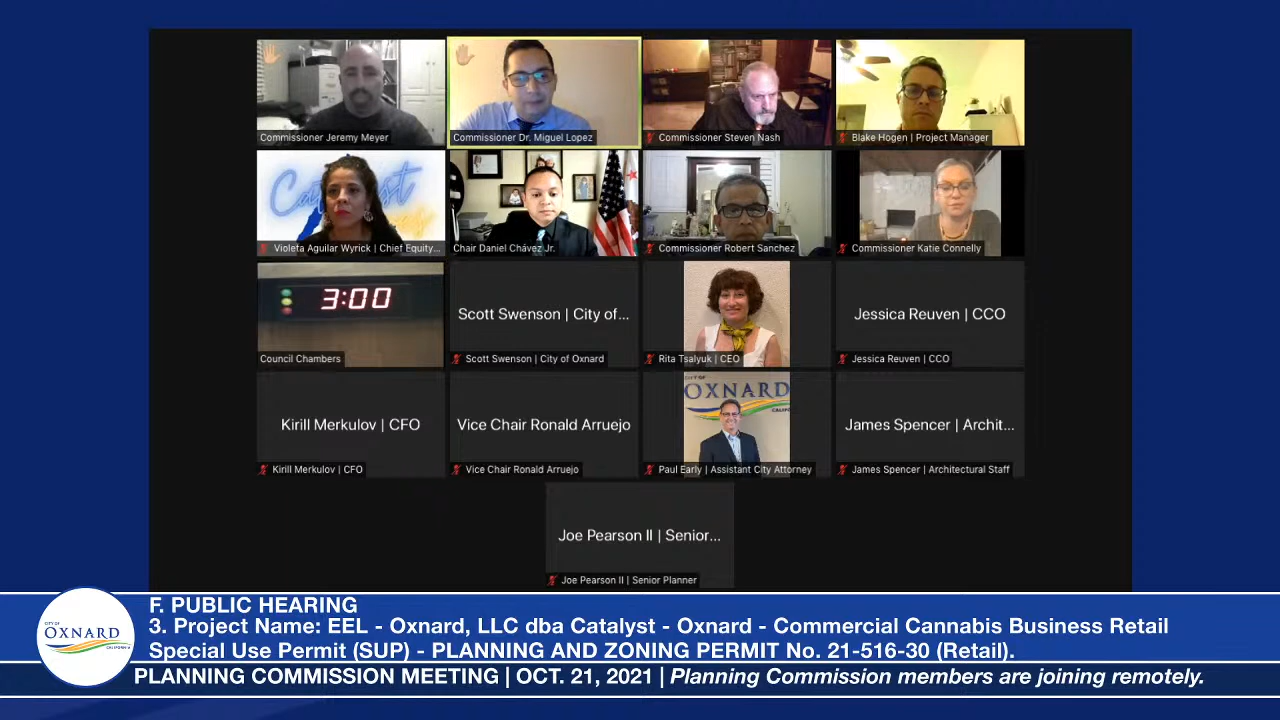 Commissioner Jeremy Meyer
Commissioner Dr. Miguel Lopez
Commissioner Steven Nash
Blake Hogen | Project Manager
Catalyst
Violeta Aguilar Wyrick | Chief Equity...
Chair Daniel Chávez Jr.
Commissioner Robert Sanchez
Commissioner Katie Connelly
3:00
Council Chambers
Scott Swenson | City of...
Scott Swenson | City of Oxnard
Rita Tsalyuk | CEO
Jessica Reuven | CCO
Jessica Reuven | CCO
Kirill Merkulov | CFO
Kirill Merkulov | CFO
Vice Chair Ronald Arruejo
Vice Chair Ronald Arruejo
CITY OF
OXNARD
Paul Early | Assistant City Attorney
James Spencer | Archit...
James Spencer | Architectural Staff
Joe Pearson II | Senior...
Joe Pearson II | Senior Planner
CITY OF
OXNARD
CALIFORNIA
F. PUBLIC HEARING
3. Project Name: EEL - Oxnard, LLC dba Catalyst - Oxnard - Commercial Cannabis Business Retail
Special Use Permit (SUP) - PLANNING AND ZONING PERMIT No. 21-516-30 (Retail).
PLANNING COMMISSION MEETING | OCT. 21, 2021 | Planning Commission members are joining remotely.